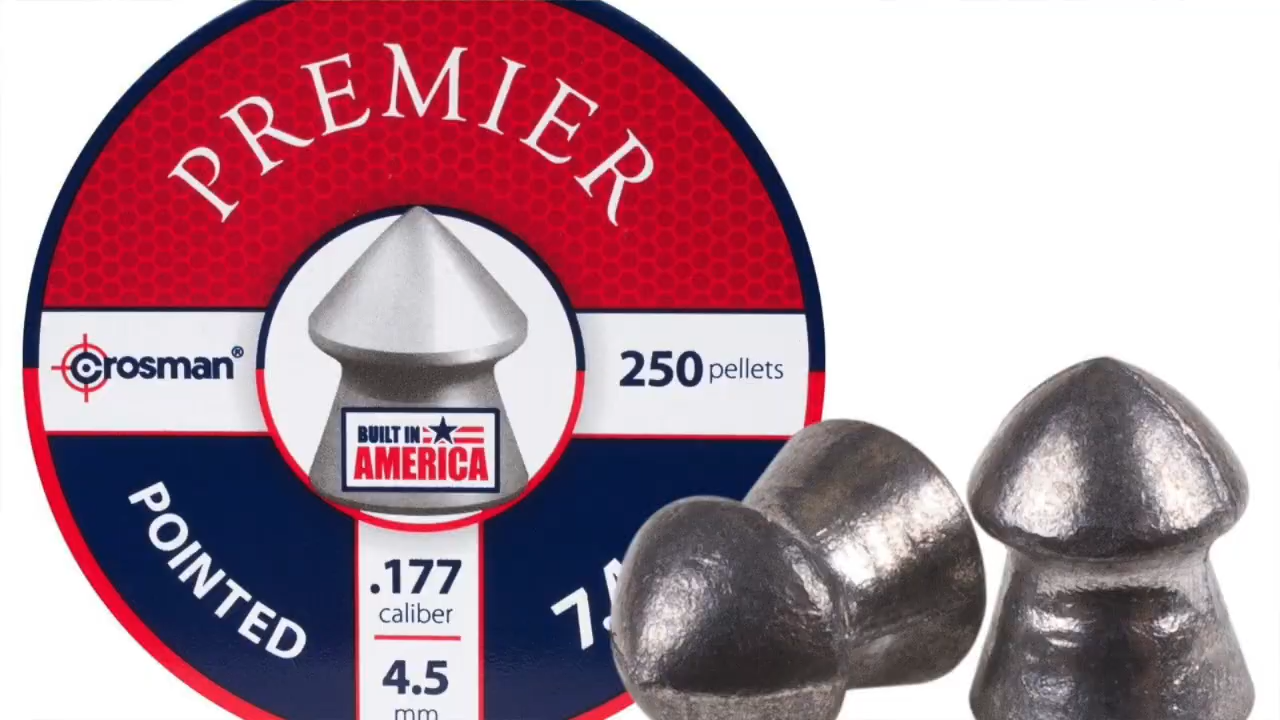 PREMIER
Crosman®
250 pellets
BUILT IN
AMERICA
POINTED
.177
caliber
4.5
mm